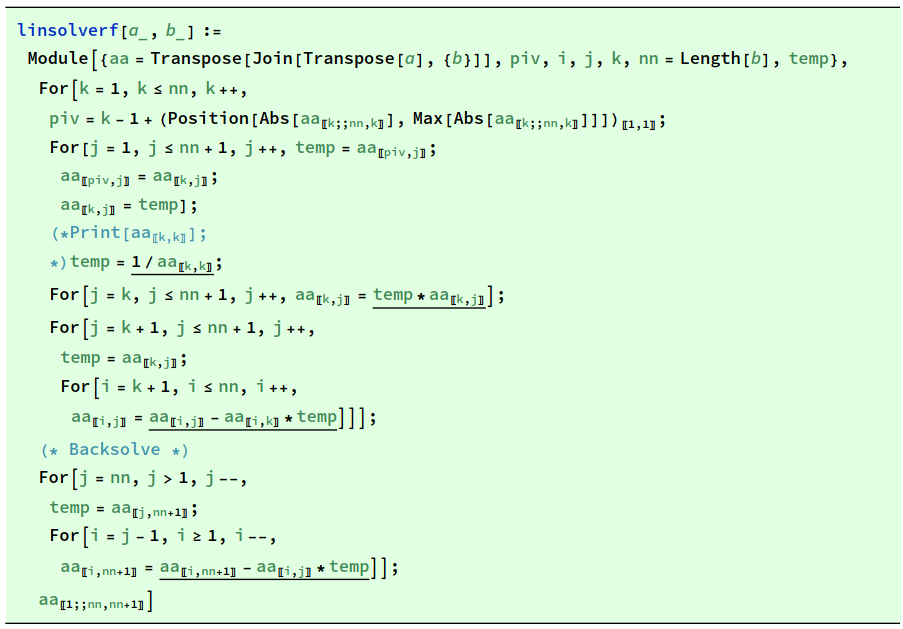 linsolverf[a_, b_] :=
Module[{aa = Transpose[Join[Transpose[a], {b}]], piv, i, j, k, nn = Length[b], temp},
For[k = 1, k ≤ nn, k++,
piv = k - 1 + (Position[Abs[aa〚k;;nn,k〛], Max[Abs[aa〚k;;nn,k〛]]])〚1,1〛;
For[j = 1, j ≤ nn + 1, j++, temp = aa〚piv,j〛;
aa〚piv,j〛 = aa〚k,j〛;
aa〚k,j〛 = temp];
(*Print[aa〚k,k〛];
*)temp = 1 / aa〚k,k〛;
For[j = k, j ≤ nn + 1, j++, aa〚k,j〛 = temp * aa〚k,j〛];
For[j = k + 1, j ≤ nn + 1, j++,
temp = aa〚k,j〛;
For[i = k + 1, i ≤ nn, i++,
aa〚i,j〛 = aa〚i,j〛 - aa〚i,k〛 * temp]]];
(* Backsolve *)
For[j = nn, j > 1, j--,
temp = aa〚j,nn+1〛;
For[i = j - 1, i ≥ 1, i--,
aa〚i,nn+1〛 = aa〚i,nn+1〛 - aa〚i,j〛 * temp]];
aa〚1;;nn,nn+1〛]